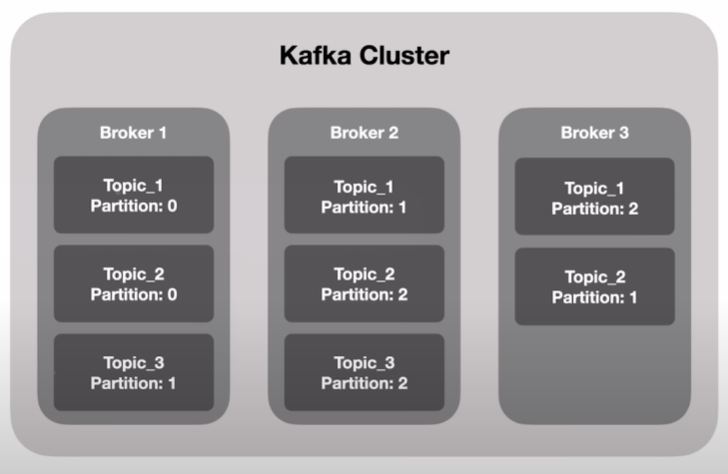 Kafka Cluster
Broker 1
Topic_1
Partition: 0
Topic_2
Partition: 0
Topic_3
Partition: 1
Broker 2
Topic_1
Partition: 1
Topic_2
Partition: 2
Topic_3
Partition: 2
Broker 3
Topic_1
Partition: 2
Topic_2
Partition: 1